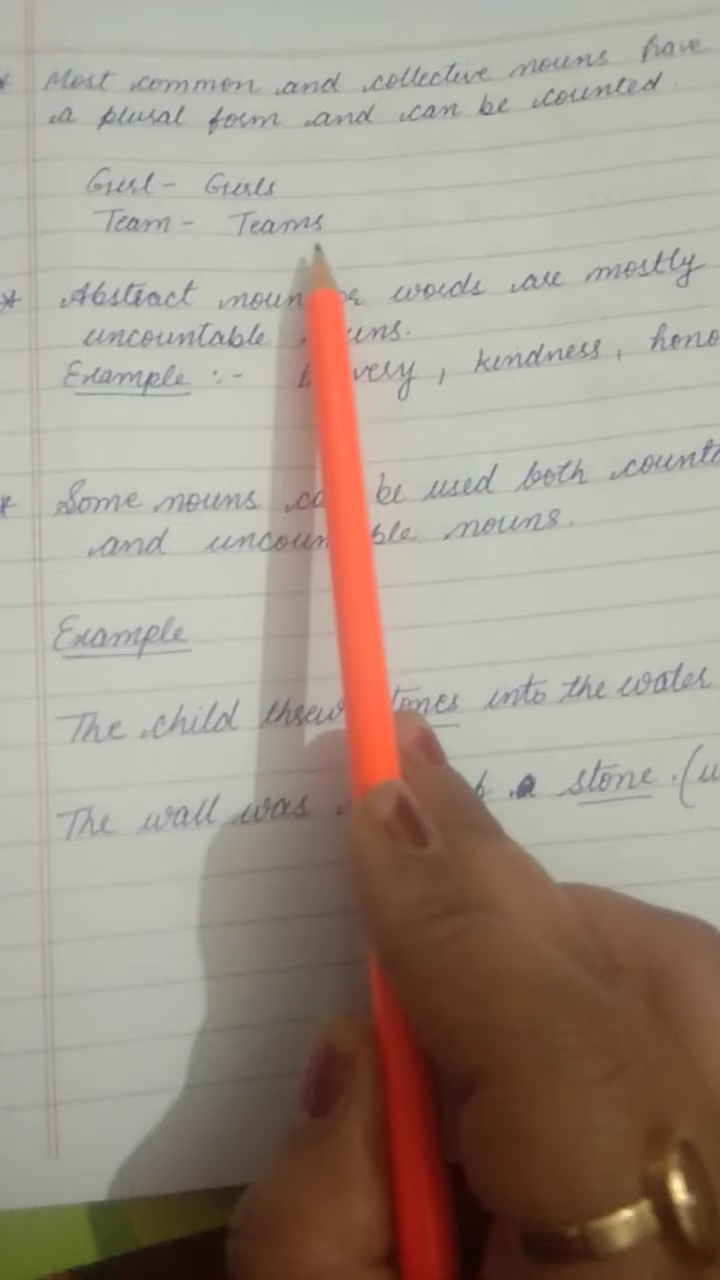 * Most common and collective nouns have
a plural form and can be counted.
Girl - Girls
Team - Teams
* Abstract words are mostly
uncountable
Example :- kindness,
* Some nouns be used both
and nouns.
Example
The child threw into the water
The wall was a stone.